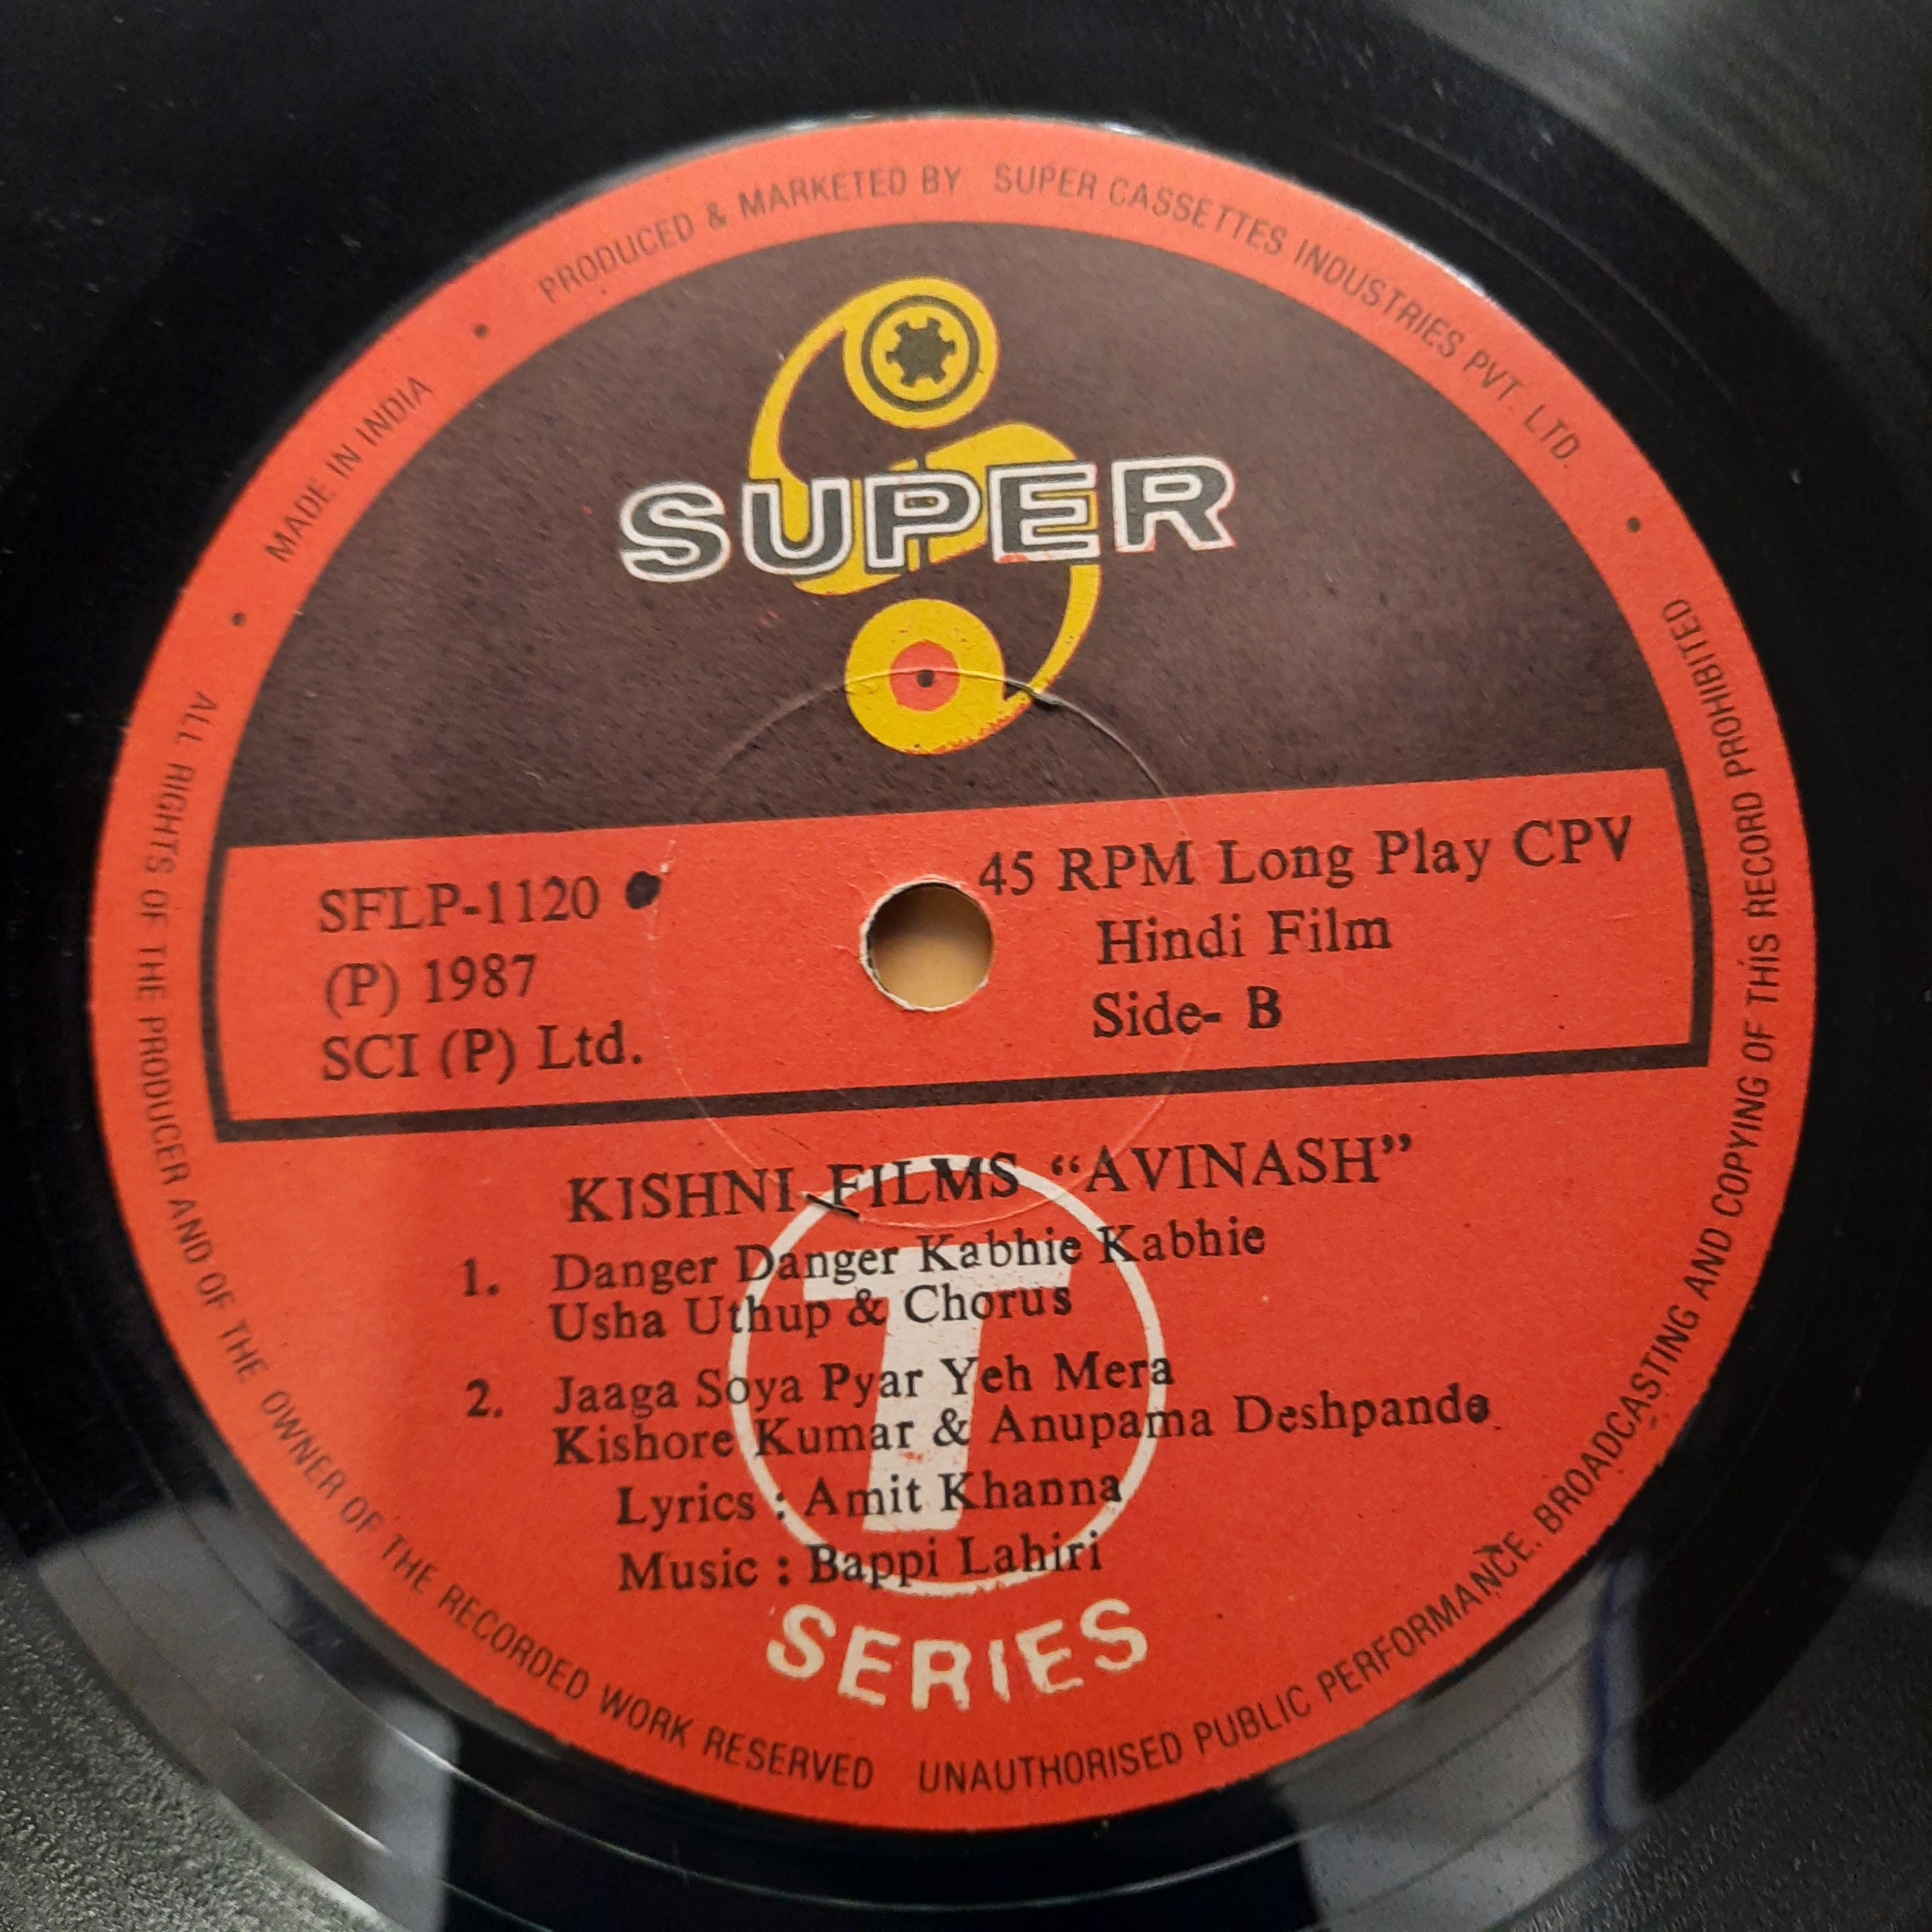 MADE IN INDIA • PRODUCED & MARKETED BY SUPER CASSETTES INDUSTRIES PVT. LTD. •
SUPER
SFLP-1120
(P) 1987
SCI (P) Ltd.
45 RPM Long Play CPV
Hindi Film
Side- B
KISHNI FILMS “AVINASH”
1. Danger Danger Kabhie Kabhie
Usha Uthup & Chorus
2. Jaaga Soya Pyar Yeh Mera
Kishore Kumar & Anupama Deshpande
Lyrics : Amit Khanna
Music : Bappi Lahiri
T
SERIES
ALL RIGHTS OF THE PRODUCER AND OF THE OWNER OF THE RECORDED WORK RESERVED UNAUTHORISED PUBLIC PERFORMANCE, BROADCASTING AND COPYING OF THIS RECORD PROHIBITED